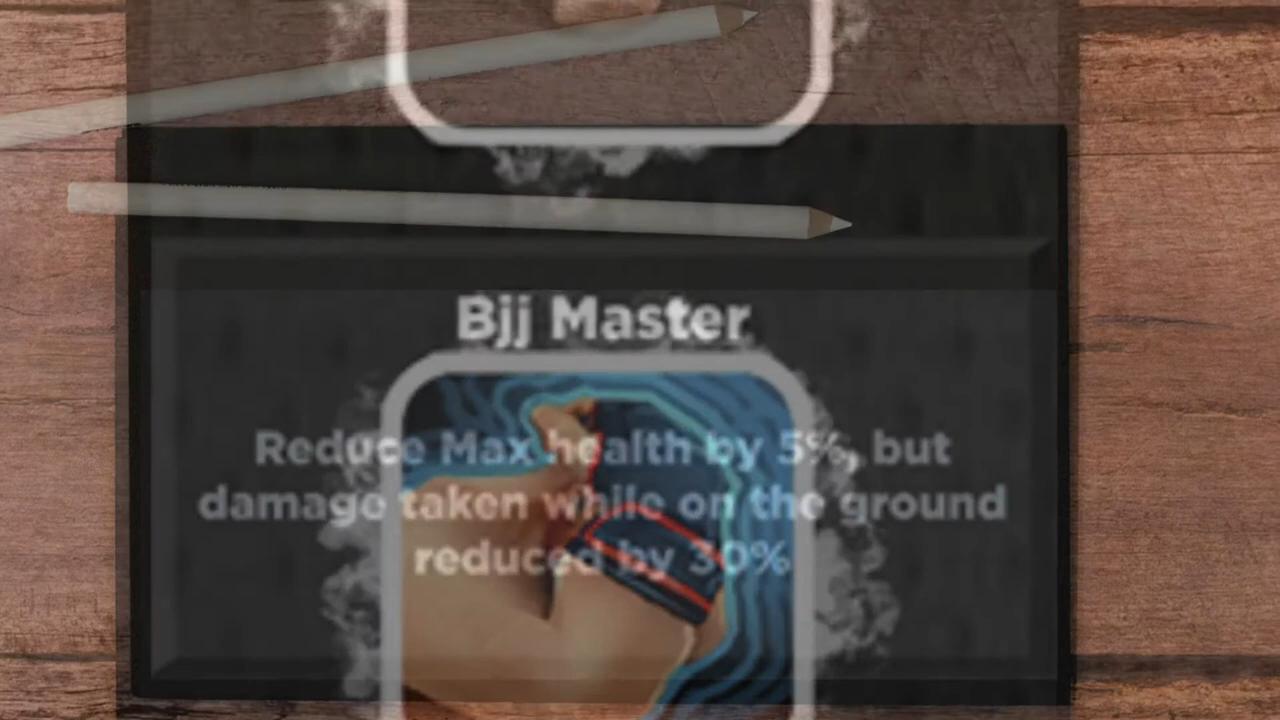 Bjj Master
Reduce Max health by 5%, but
damage taken while on the ground
reduced by 30%